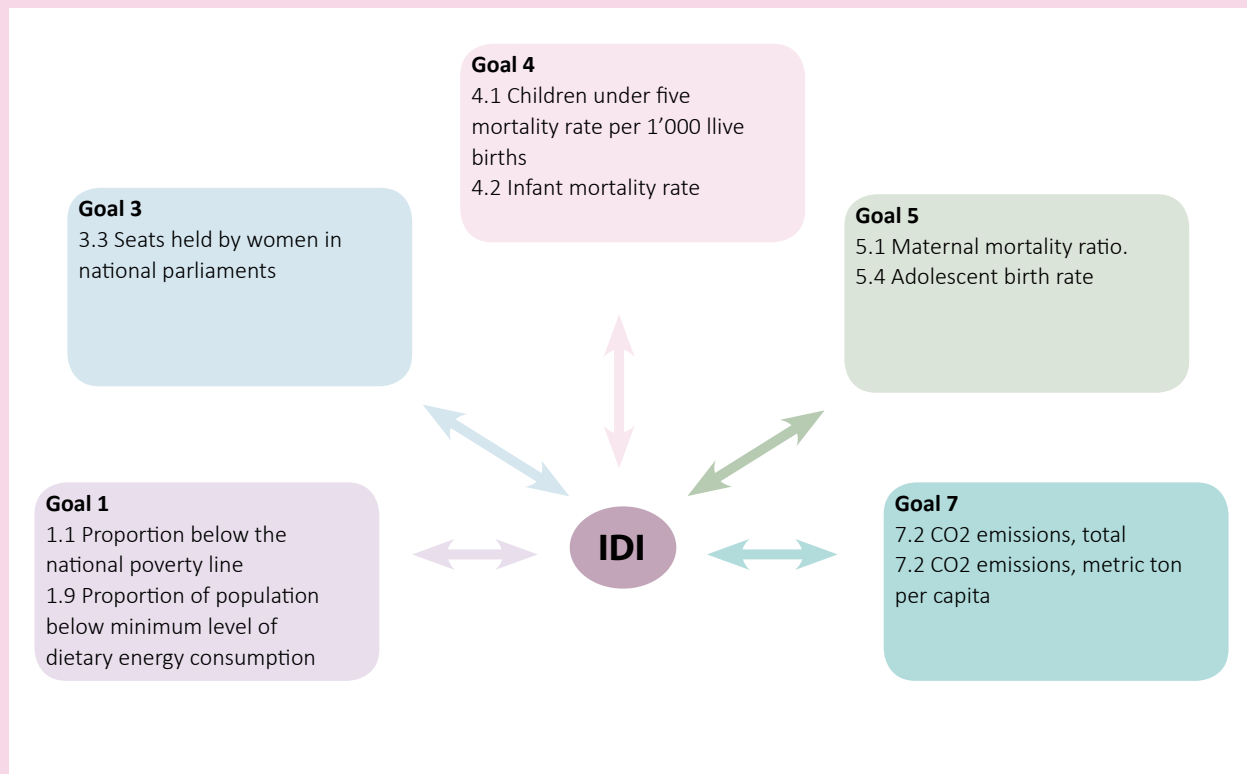 Goal 4
4.1 Children under five
mortality rate per 1’000 llive
births
4.2 Infant mortality rate
Goal 3
3.3 Seats held by women in
national parliaments
Goal 5
5.1 Maternal mortality ratio.
5.4 Adolescent birth rate
Goal 1
1.1 Proportion below the
national poverty line
1.9 Proportion of population
below minimum level of
dietary energy consumption
IDI
Goal 7
7.2 CO2 emissions, total
7.2 CO2 emissions, metric ton
per capita